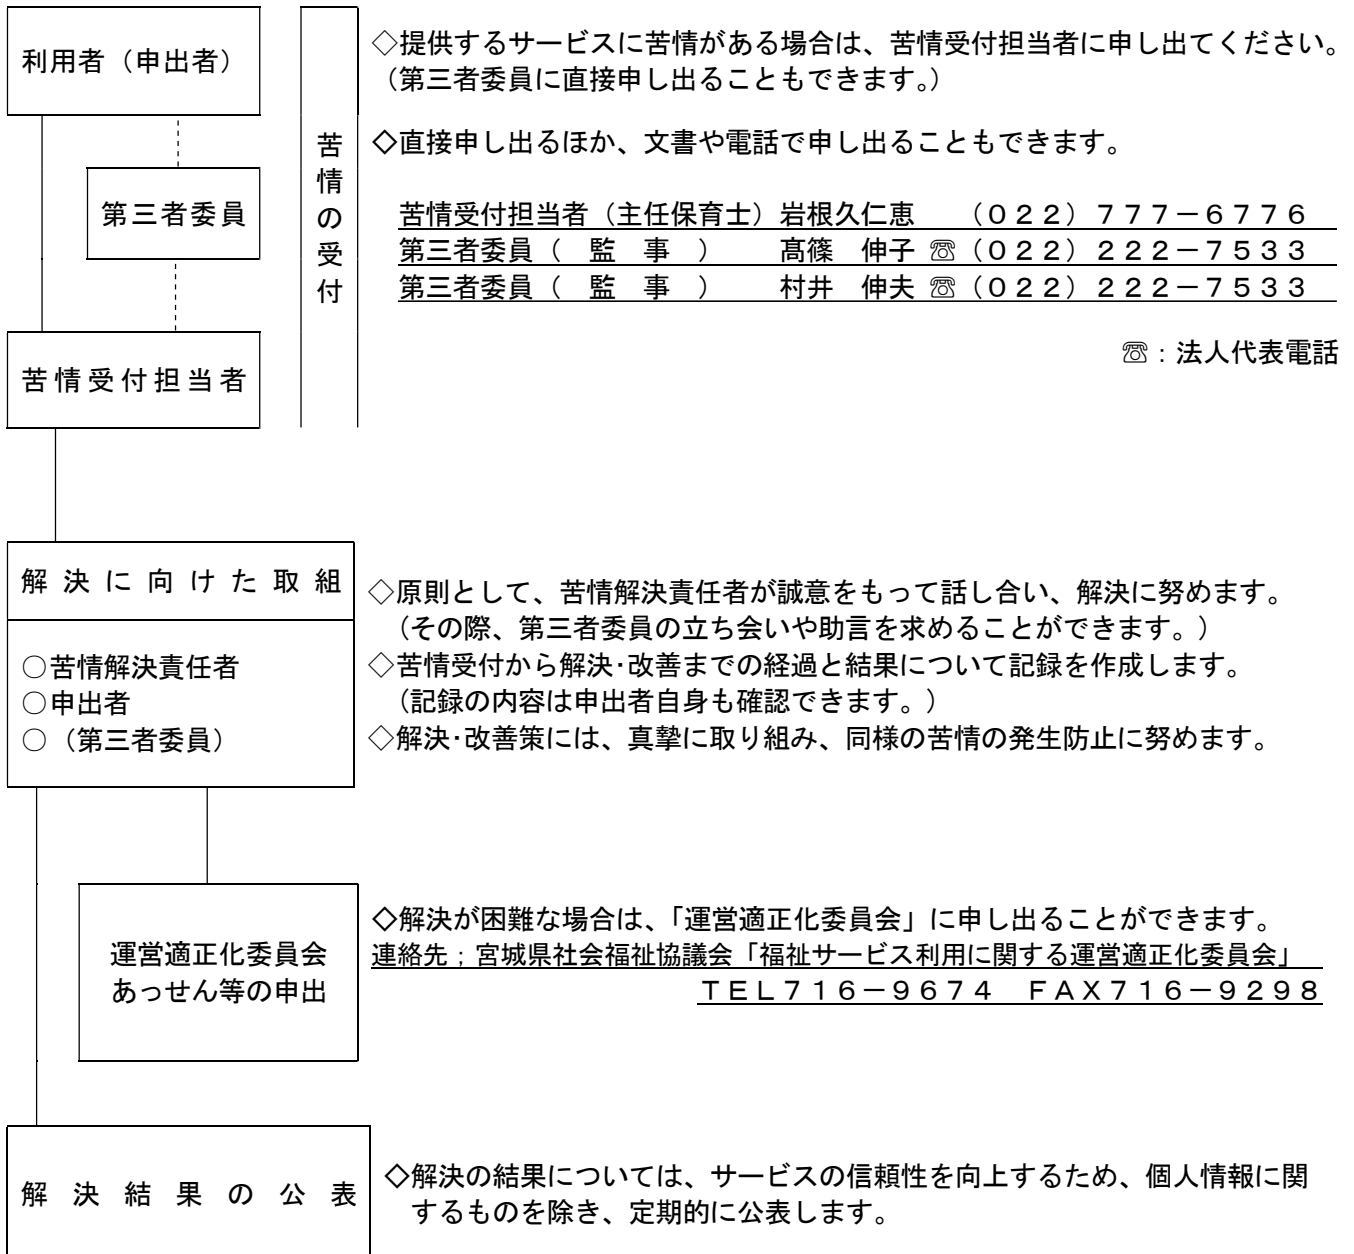 利用者（申出者）
◇提供するサービスに苦情がある場合は、苦情受付担当者に申し出てください。
（第三者委員に直接申し出ることもできます。）
苦情の受付
◇直接申し出るほか、文書や電話で申し出ることもできます。
第三者委員
苦情受付担当者（主任保育士）岩根久仁恵　（０２２）７７７－６７７６
第三者委員（　監　事　）　髙篠　伸子 ☏（０２２）２２２－７５３３
第三者委員（　監　事　）　村井　伸夫 ☏（０２２）２２２－７５３３
☏：法人代表電話
苦情受付担当者
解決に向けた取組
◇原則として、苦情解決責任者が誠意をもって話し合い、解決に努めます。
（その際、第三者委員の立ち会いや助言を求めることができます。）
○苦情解決責任者
◇苦情受付から解決･改善までの経過と結果について記録を作成します。
○申出者
（記録の内容は申出者自身も確認できます。）
○（第三者委員）
◇解決･改善策には、真摯に取り組み、同様の苦情の発生防止に努めます。
運営適正化委員会
あっせん等の申出
◇解決が困難な場合は、「運営適正化委員会」に申し出ることができます。
連絡先；宮城県社会福祉協議会「福祉サービス利用に関する運営適正化委員会」
ＴＥＬ７１６－９６７４　ＦＡＸ７１６－９２９８
解決結果の公表
◇解決の結果については、サービスの信頼性を向上するため、個人情報に関
するものを除き、定期的に公表します。